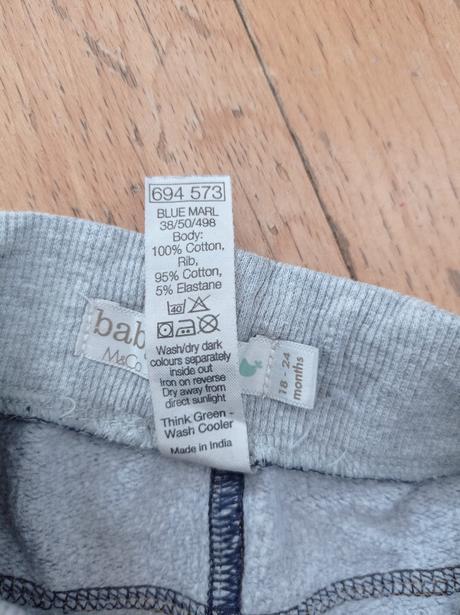 694 573
BLUE MARL
38/50/498
Body:
100% Cotton,
Rib,
95% Cotton,
5% Elastane
40
Wash/dry dark
colours separately
inside out
Iron on reverse
Dry away from
direct sunlight
Think Green -
Wash Cooler
Made in India
bab
M&Co
18 - 24
months